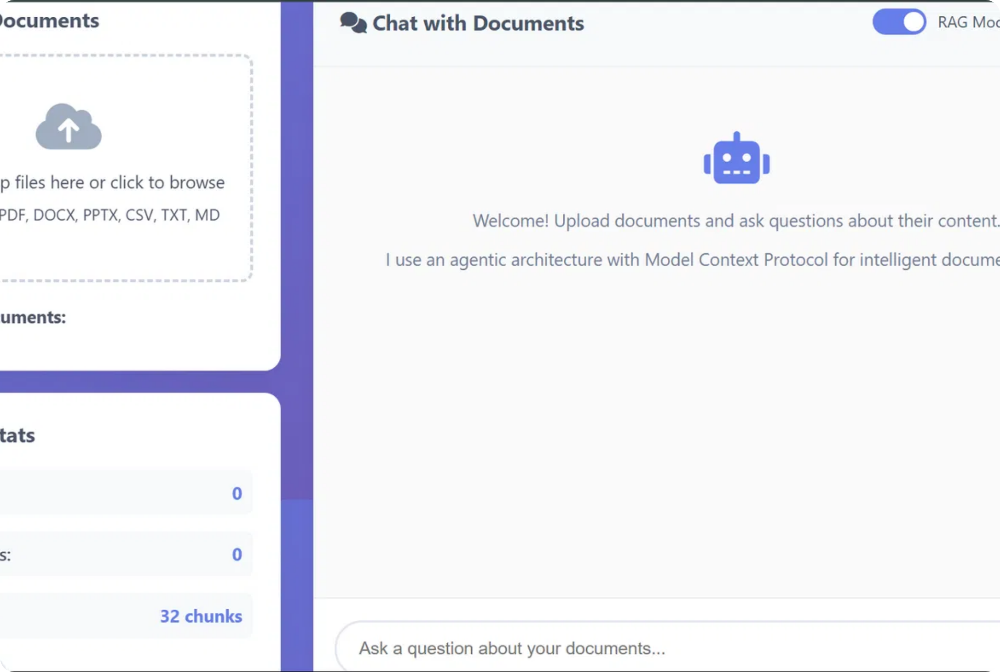 Documents
p files here or click to browse
PDF, DOCX, PPTX, CSV, TXT, MD
uments:
tats
0
s:
0
32 chunks
Chat with Documents
RAG Mod
Welcome! Upload documents and ask questions about their content.
I use an agentic architecture with Model Context Protocol for intelligent docume
Ask a question about your documents...